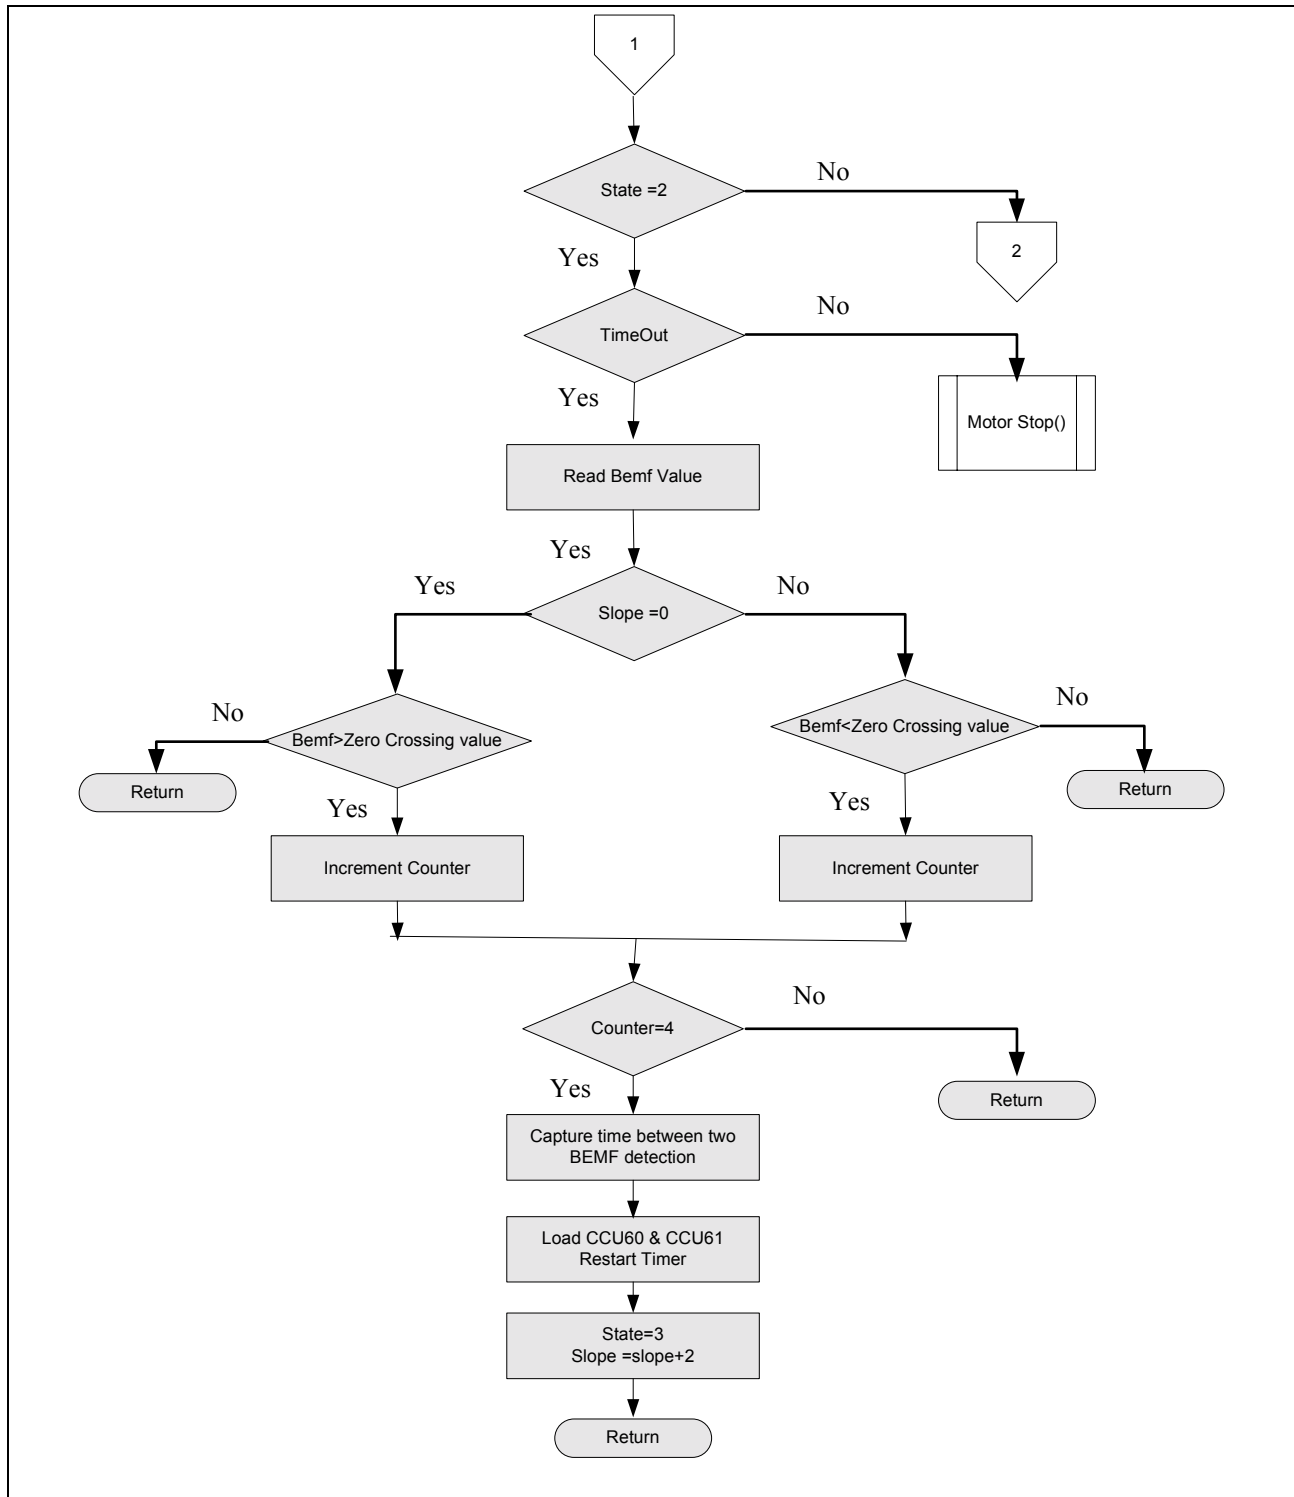 1
State =2
No
2
Yes
TimeOut
No
Motor Stop()
Yes
Read Bemf Value
Yes
Yes
Slope =0
No
No
Bemf>Zero Crossing value
Bemf<Zero Crossing value
No
Return
Return
Yes
Yes
Increment Counter
Increment Counter
Counter=4
No
Return
Yes
Capture time between two
BEMF detection
Load CCU60 & CCU61
Restart Timer
State=3
Slope =slope+2
Return